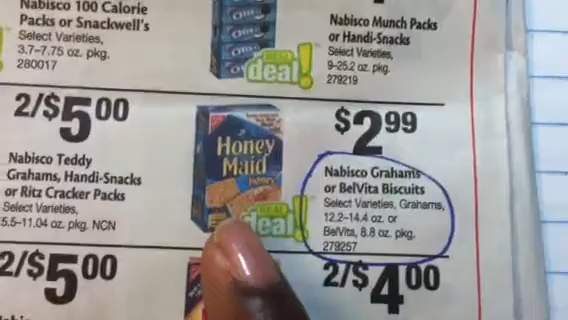 Nabisco 100 Calorie
Packs or Snackwell's
Select Varieties,
3.7-7.75 oz. pkg.
280017
deal!
Nabisco Munch Packs
or Handi-Snacks
Select Varieties,
9-25.2 oz. pkg.
279219
2/$5.00
Nabisco Teddy
Grahams, Handi-Snacks
or Ritz Cracker Packs
Select Varieties,
5.5-11.04 oz. pkg. NCN
Honey
Maid
Honey
REAL
deal!
$2.99
Nabisco Grahams
or BelVita Biscuits
Select Varieties, Grahams,
12.2-14.4 oz. or
BelVita, 8.8 oz. pkg.
279257
2/$5.00
2/$4.00